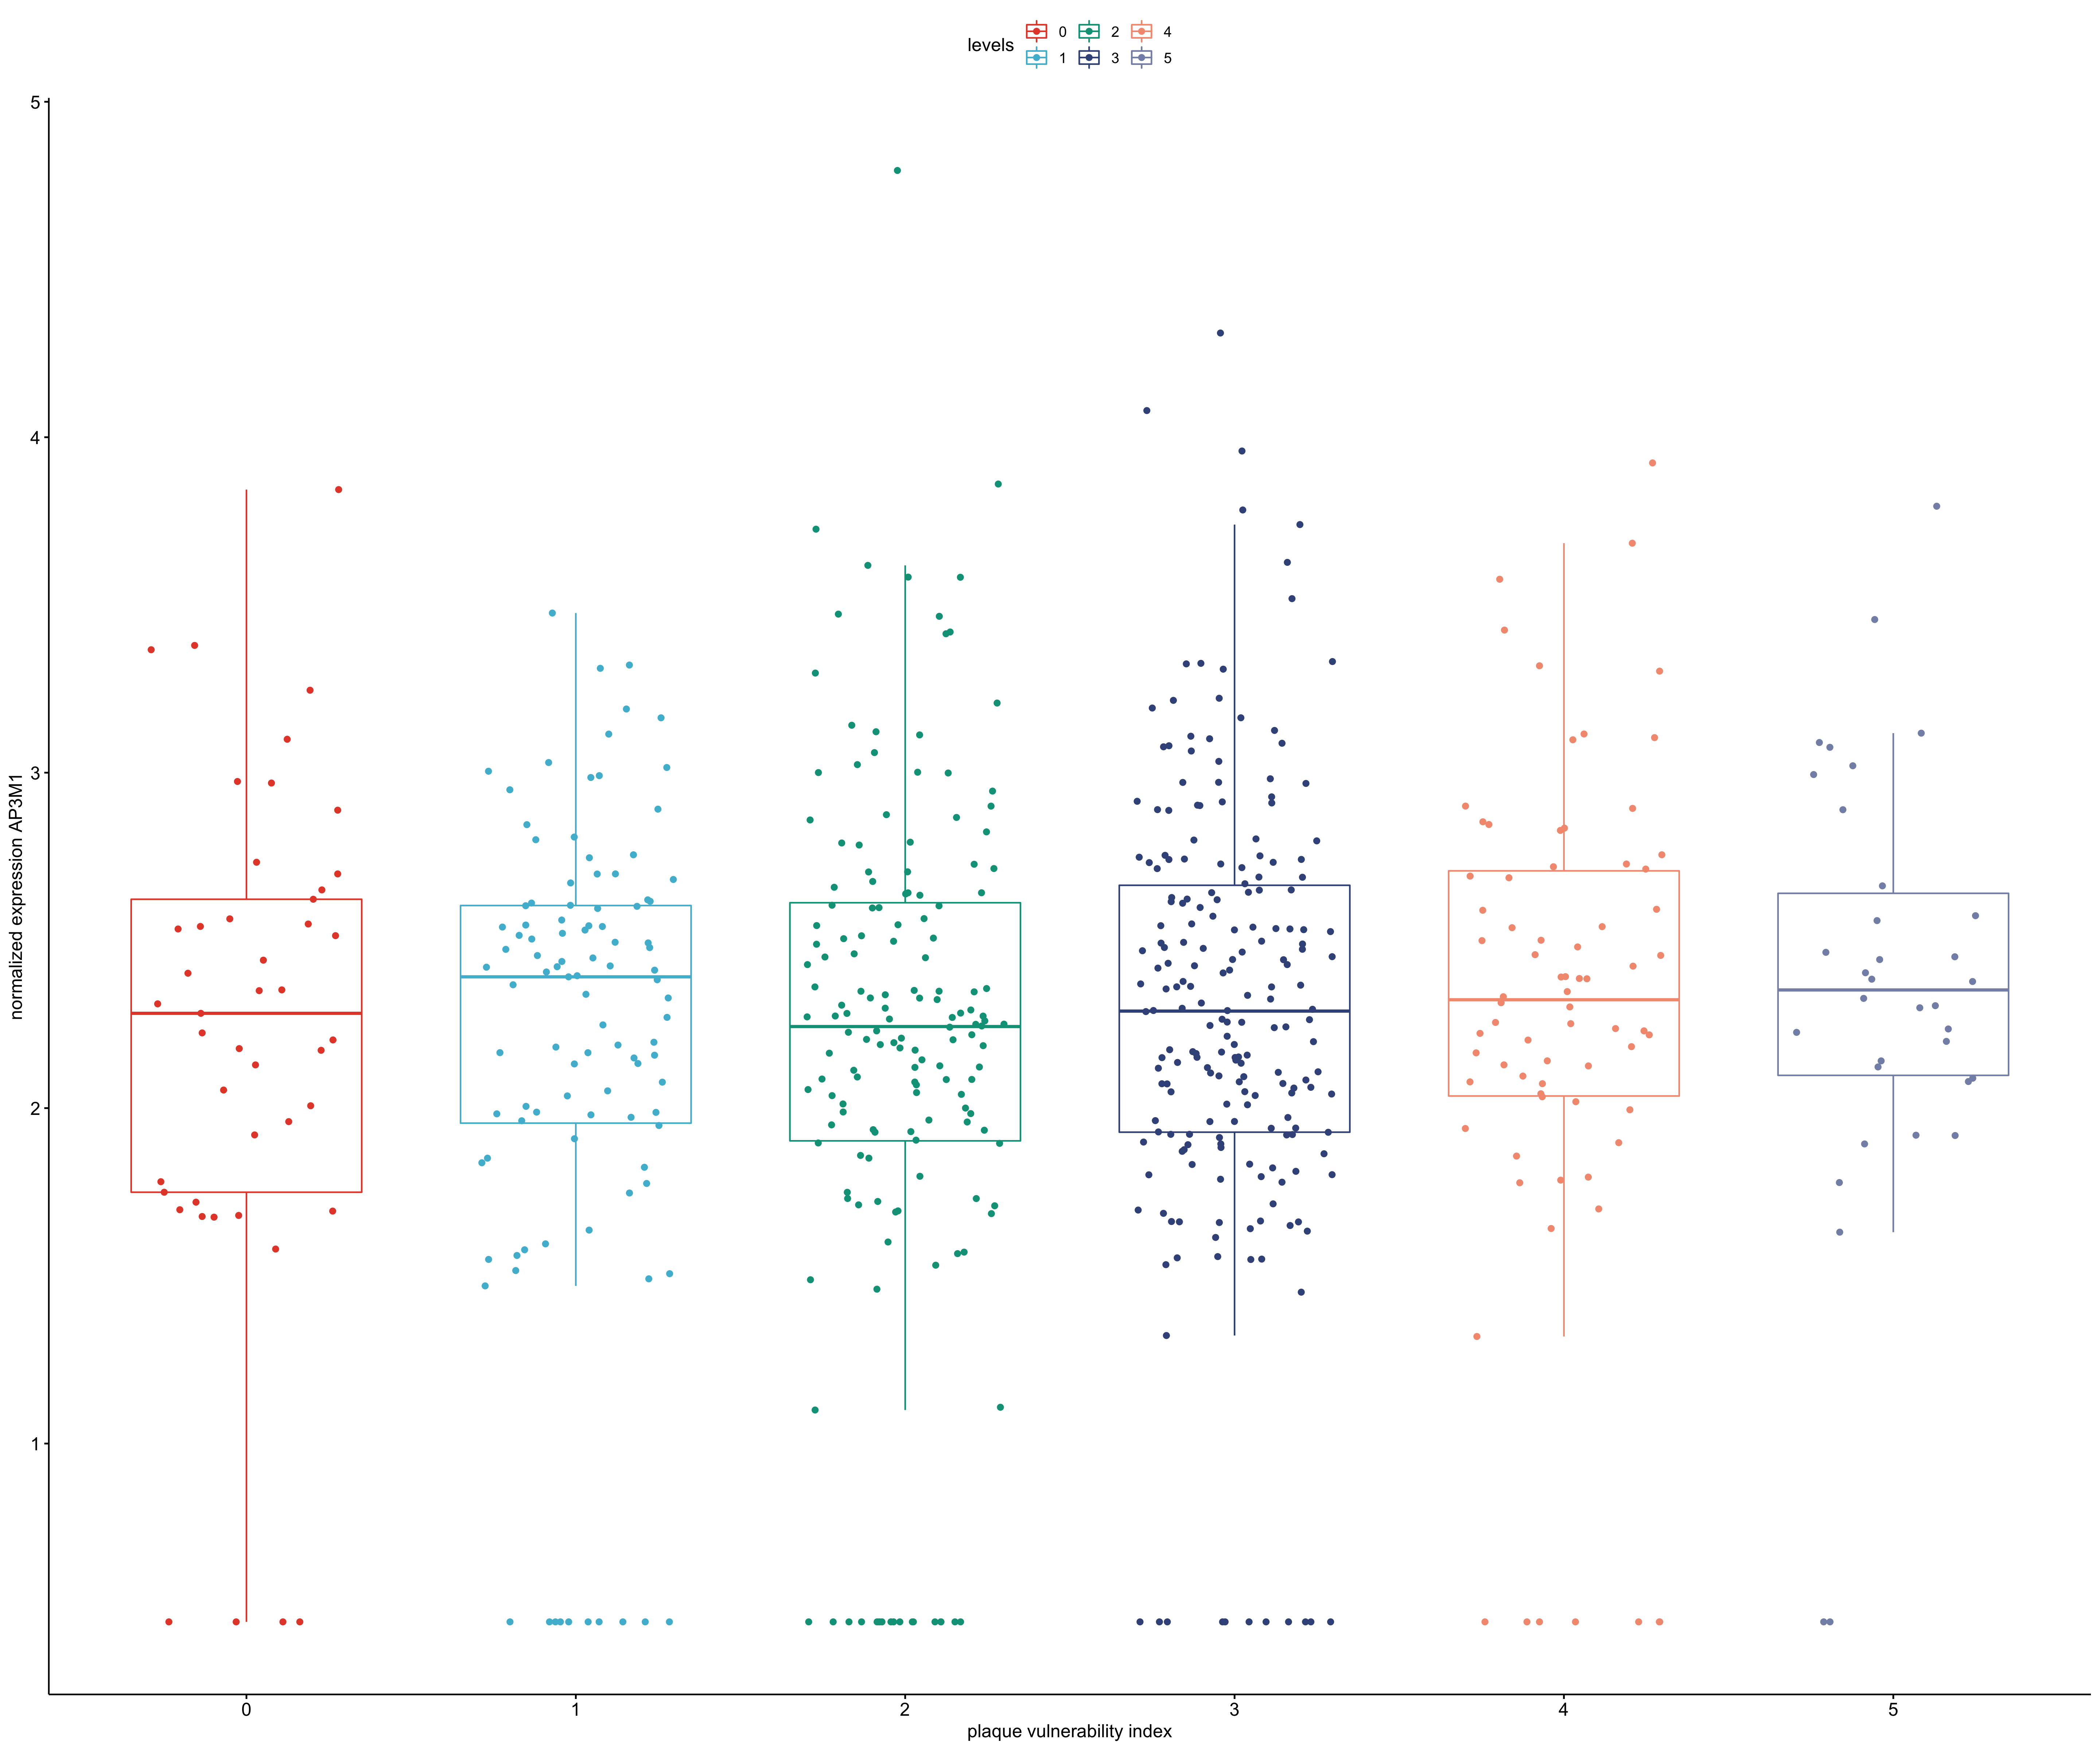 levels 0 2 4
1 3 5
5
4
3
2
1
normalized expression AP3M1
0 1 2 3 4 5
plaque vulnerability index